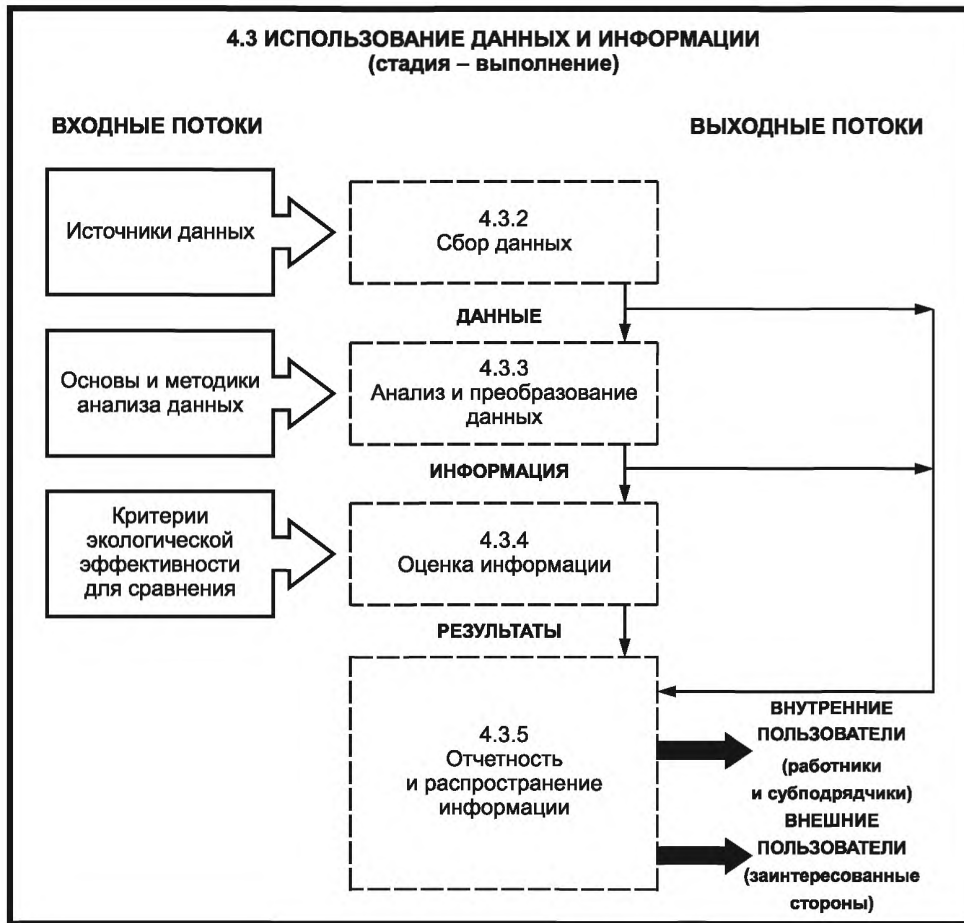 4.3 ИСПОЛЬЗОВАНИЕ ДАННЫХ И ИНФОРМАЦИИ
(стадия – выполнение)
ВХОДНЫЕ ПОТОКИ
ВЫХОДНЫЕ ПОТОКИ
Источники данных
4.3.2
Сбор данных
ДАННЫЕ
Основы и методики
анализа данных
4.3.3
Анализ и преобразование
данных
ИНФОРМАЦИЯ
Критерии
экологической
эффективности
для сравнения
4.3.4
Оценка информации
РЕЗУЛЬТАТЫ
4.3.5
Отчетность
и распространение
информации
ВНУТРЕННИЕ
ПОЛЬЗОВАТЕЛИ
(работники
и субподрядчики)
ВНЕШНИЕ
ПОЛЬЗОВАТЕЛИ
(заинтересованные
стороны)